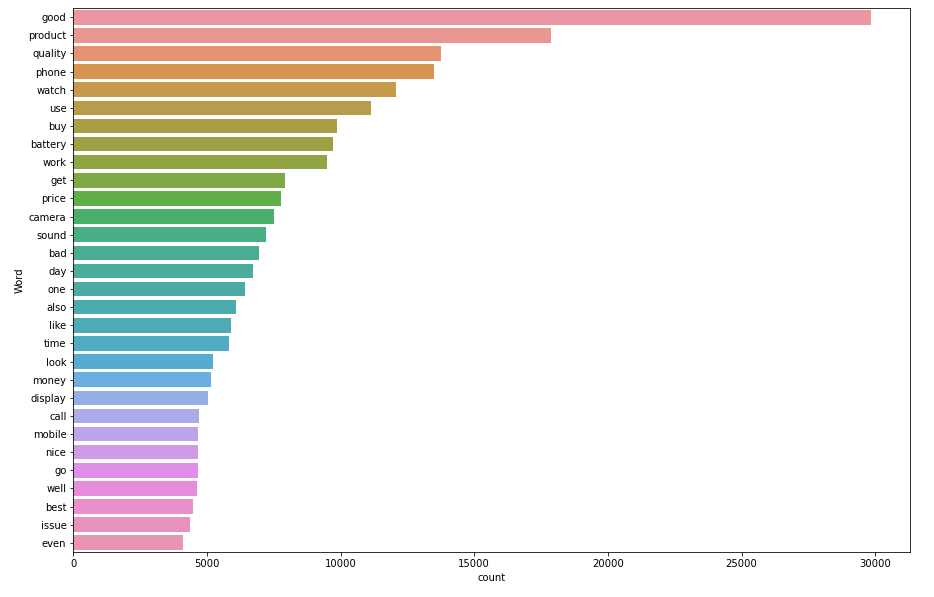 good
product
quality
phone
watch
use
buy
battery
work
get
price
camera
sound
bad
day
one
also
like
time
look
money
display
call
mobile
nice
go
well
best
issue
even
Word
0 5000 10000 15000 20000 25000 30000
count